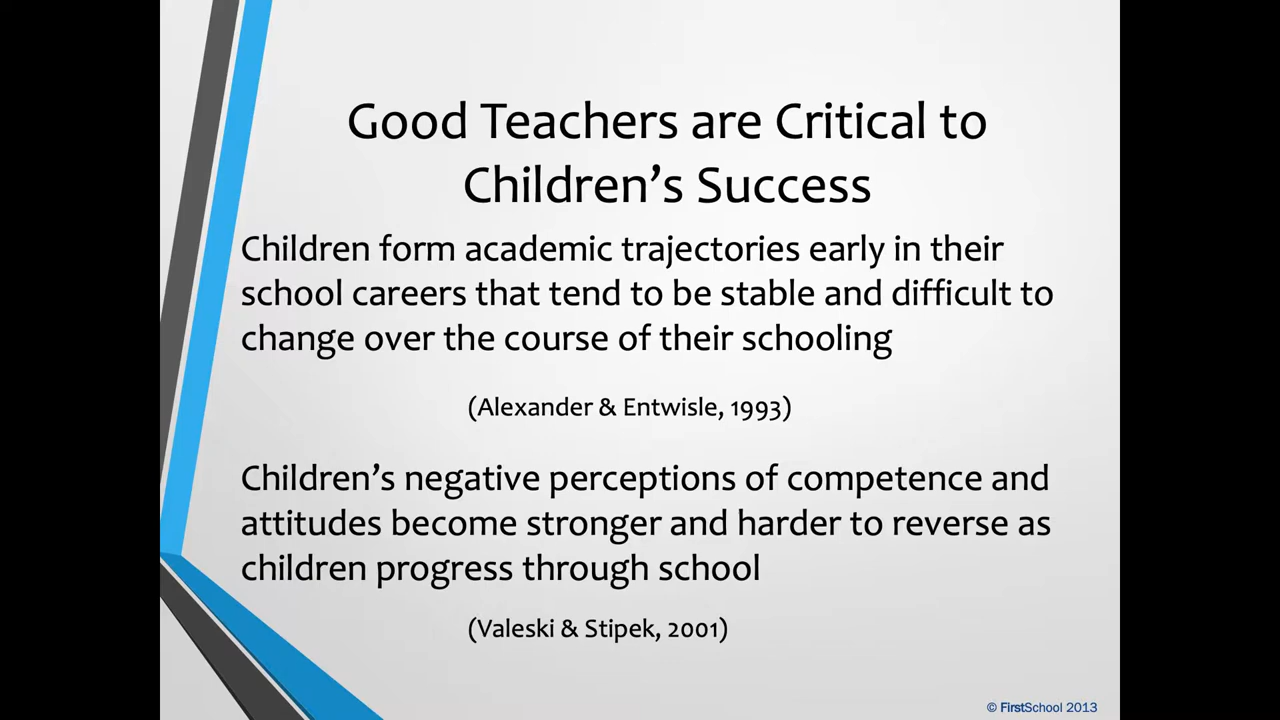 Good Teachers are Critical to
Children’s Success
Children form academic trajectories early in their
school careers that tend to be stable and difficult to
change over the course of their schooling
(Alexander & Entwisle, 1993)
Children’s negative perceptions of competence and
attitudes become stronger and harder to reverse as
children progress through school
(Valeski & Stipek, 2001)
© FirstSchool 2013